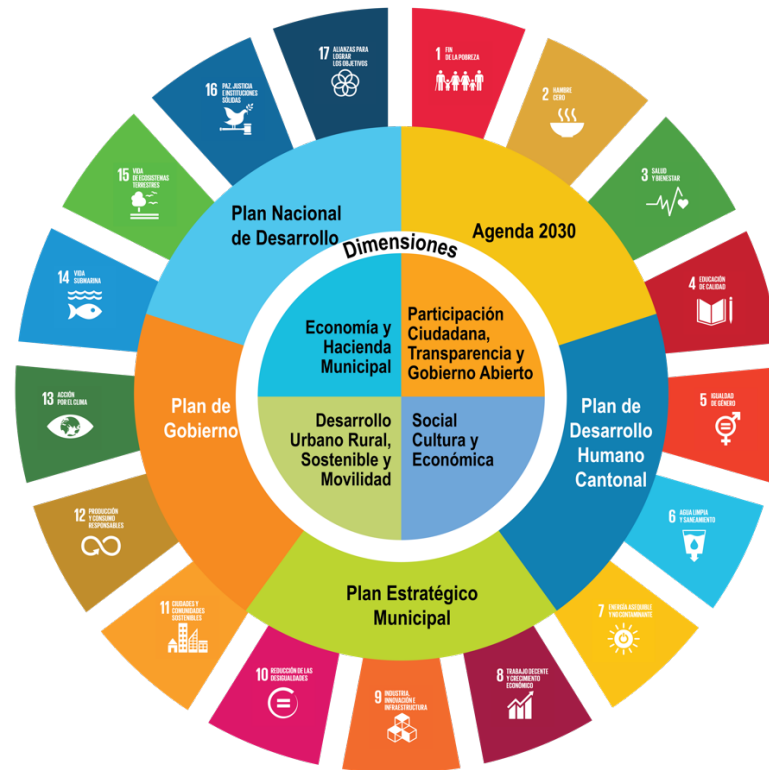 1 FIN
DE LA POBREZA
2 HAMBRE
CERO
3 SALUD
Y BIENESTAR
4 EDUCACIÓN
DE CALIDAD
5 IGUALDAD
DE GÉNERO
6 AGUA LIMPIA
Y SANEAMIENTO
7 ENERGÍA ASEQUIBLE
Y NO CONTAMINANTE
8 TRABAJO DECENTE
Y CRECIMIENTO
ECONÓMICO
9 INDUSTRIA,
INNOVACIÓN E
INFRAESTRUCTURA
10 REDUCCIÓN DE LAS
DESIGUALDADES
11 CIUDADES Y
COMUNIDADES
SOSTENIBLES
12 PRODUCCIÓN
Y CONSUMO
RESPONSABLES
13 ACCIÓN
POR EL CLIMA
14 VIDA
SUBMARINA
15 VIDA
DE ECOSISTEMAS
TERRESTRES
16 PAZ, JUSTICIA
E INSTITUCIONES
SÓLIDAS
17 ALIANZAS PARA
LOGRAR
LOS OBJETIVOS
Plan Nacional
de Desarrollo
Agenda 2030
Plan de
Desarrollo
Humano
Cantonal
Plan Estratégico
Municipal
Plan de
Gobierno
Dimensiones
Economía y
Hacienda
Municipal
Participación
Ciudadana,
Transparencia y
Gobierno Abierto
Desarrollo
Urbano Rural,
Sostenible y
Movilidad
Social
Cultura y
Económica